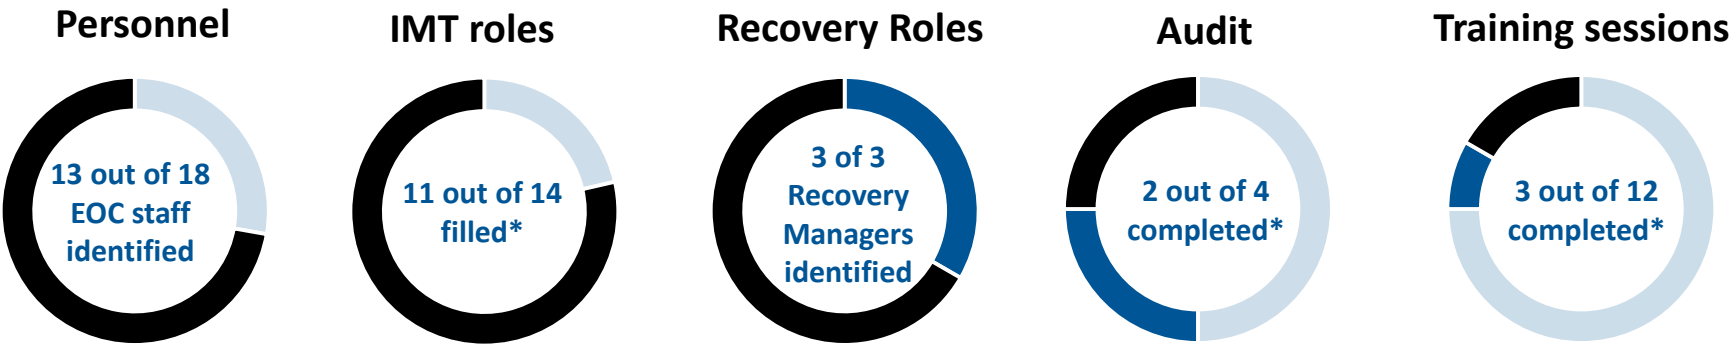 Personnel
13 out of 18
EOC staff
identified
IMT roles
11 out of 14
filled*
Recovery Roles
3 of 3
Recovery
Managers
identified
Audit
2 out of 4
completed*
Training sessions
3 out of 12
completed*